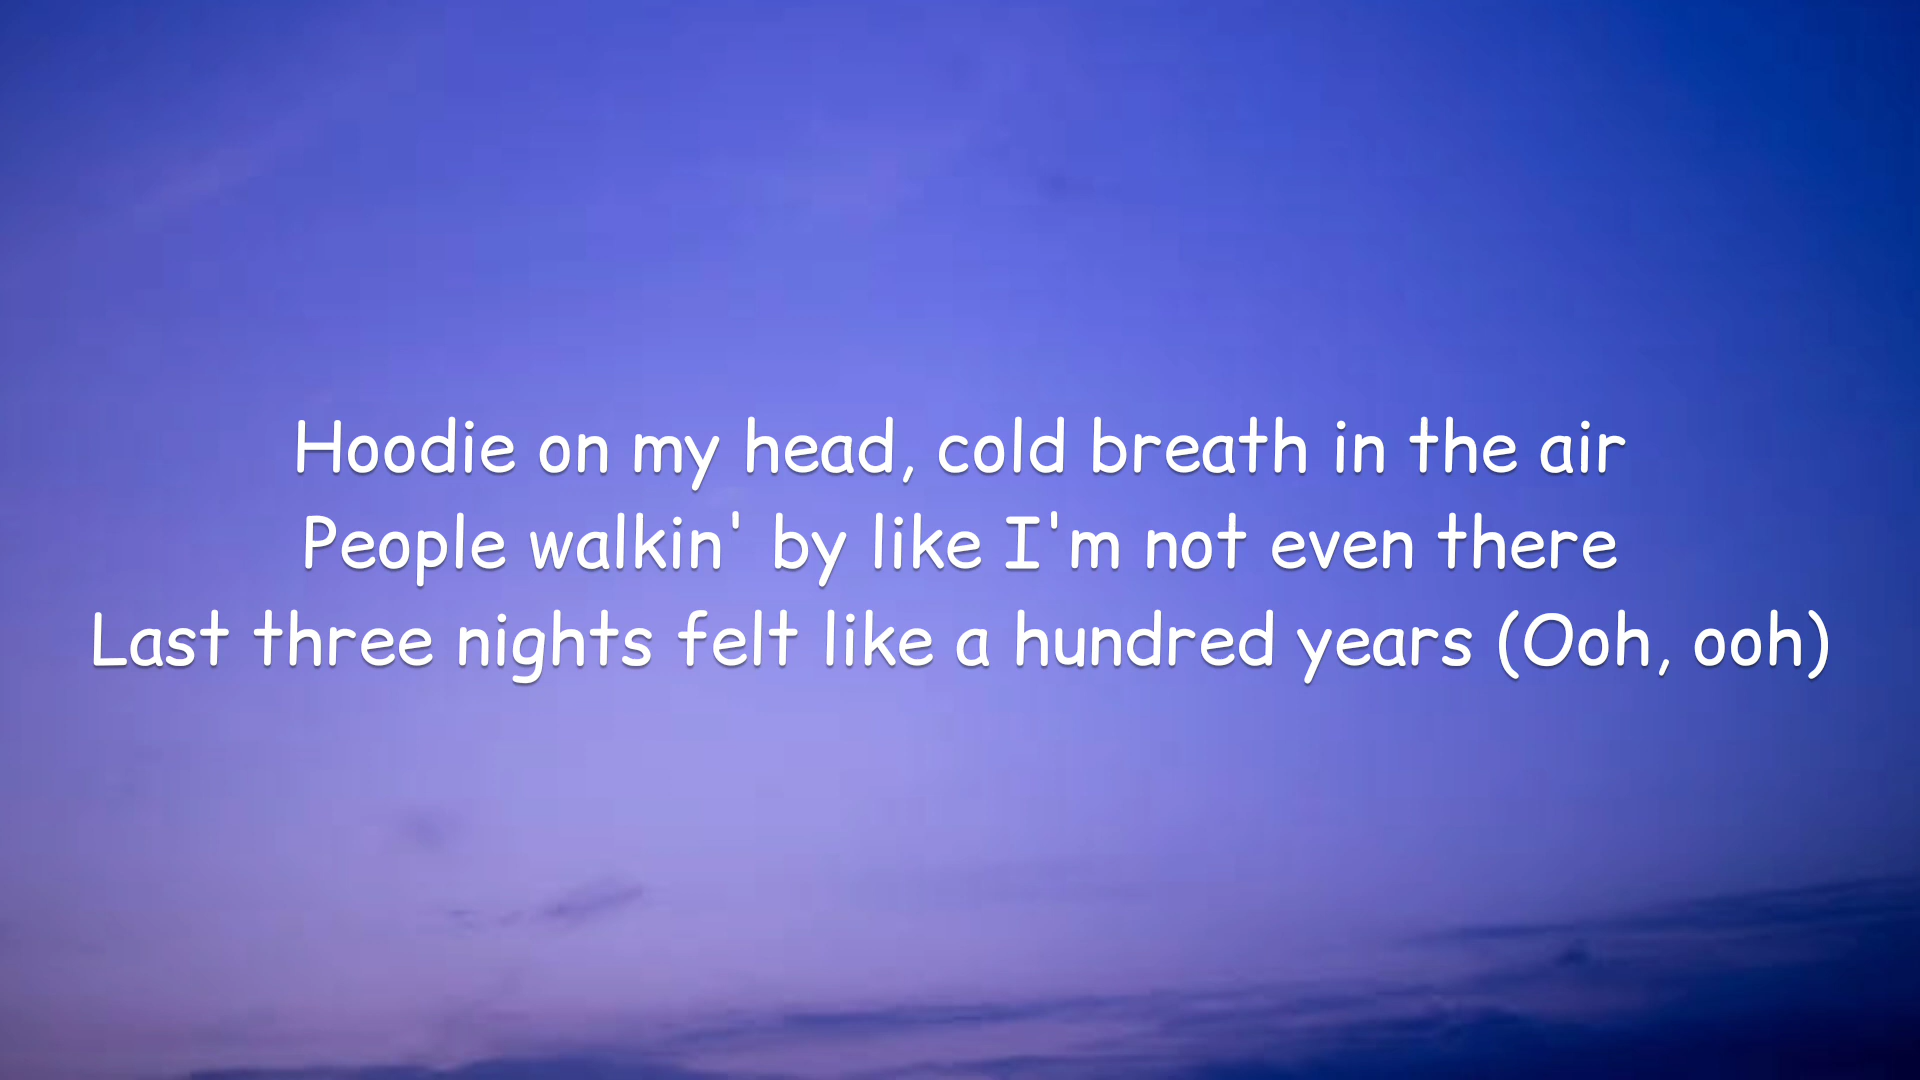 Hoodie on my head, cold breath in the air
People walkin' by like I'm not even there
Last three nights felt like a hundred years (Ooh, ooh)